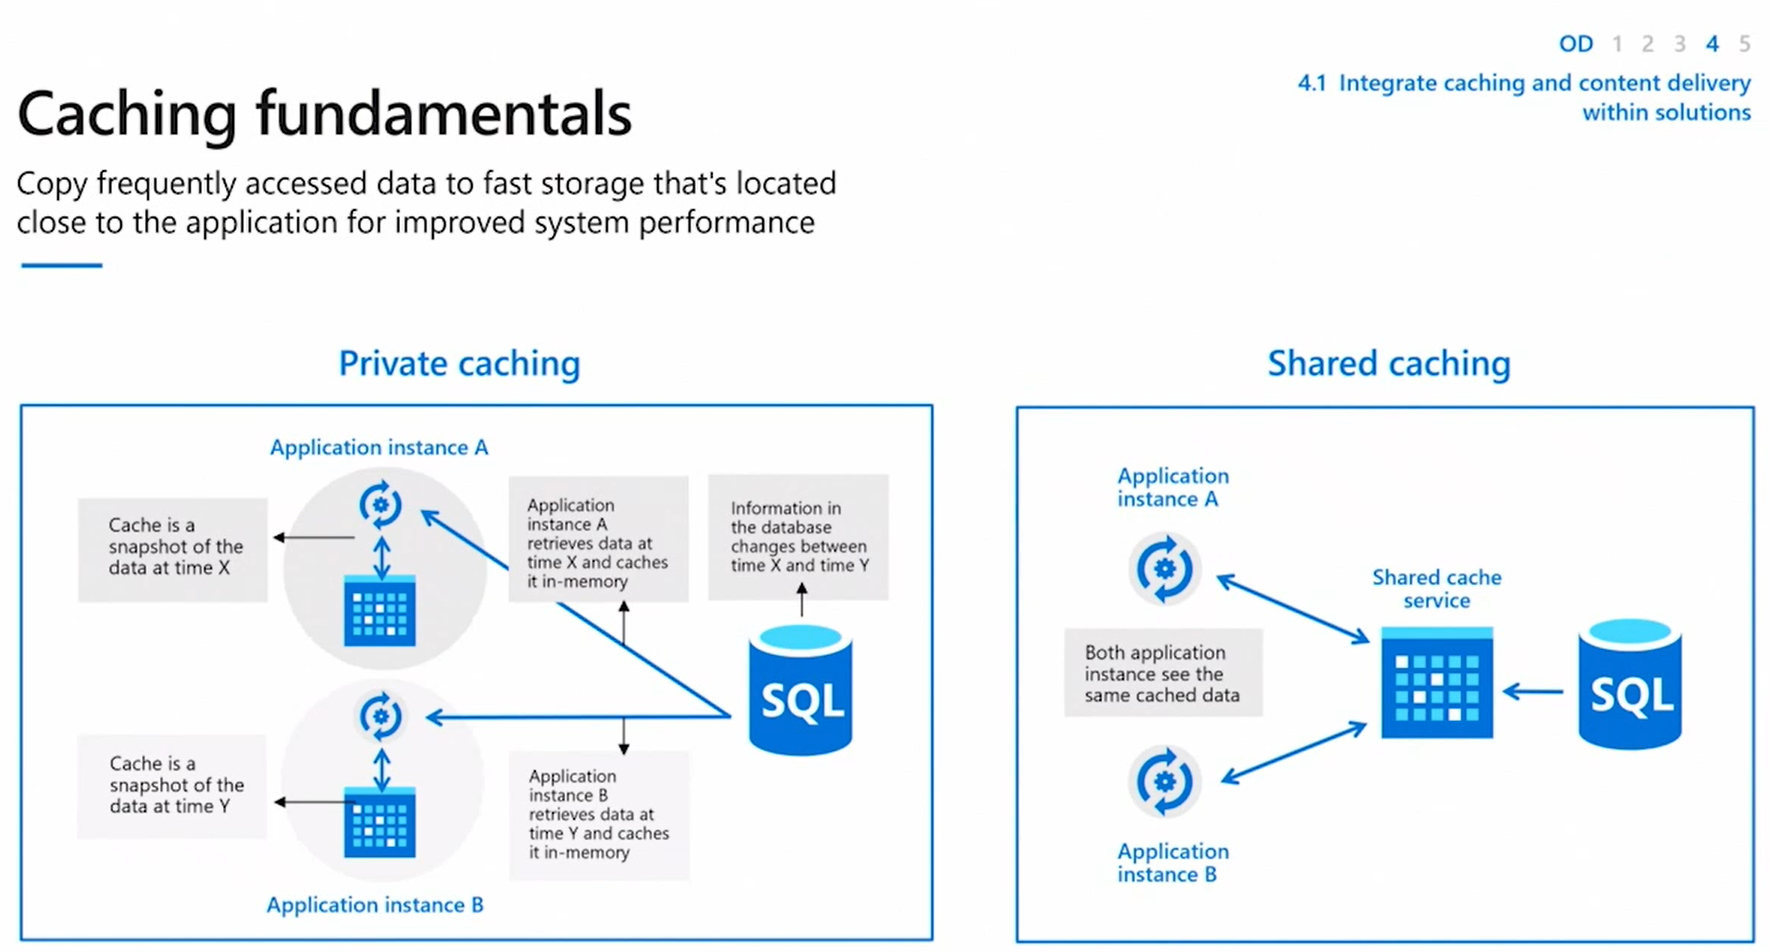 OD 1 2 3 4 5
4.1 Integrate caching and content delivery
within solutions
Caching fundamentals
Copy frequently accessed data to fast storage that's located
close to the application for improved system performance
Private caching
Application instance A
Cache is a
snapshot of the
data at time X
Application
instance A
retrieves data at
time X and caches
it in-memory
Information in
the database
changes between
time X and time Y
SQL
Cache is a
snapshot of the
data at time Y
Application
instance B
retrieves data at
time Y and caches
it in-memory
Application instance B
Shared caching
Application
instance A
Shared cache
service
Both application
instance see the
same cached data
SQL
Application
instance B